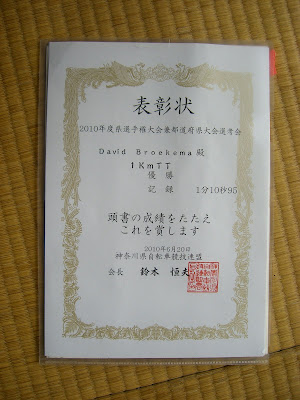 表彰状
2010年度県選手権大会兼都道府県大会選考会
David Broekema 殿
1KmTT
優勝
記録 1分10秒95
頭書の成績をたたえ
これを賞します
2010年6月20日
神奈川県自転車競技連盟
会長 鈴木 恒夫